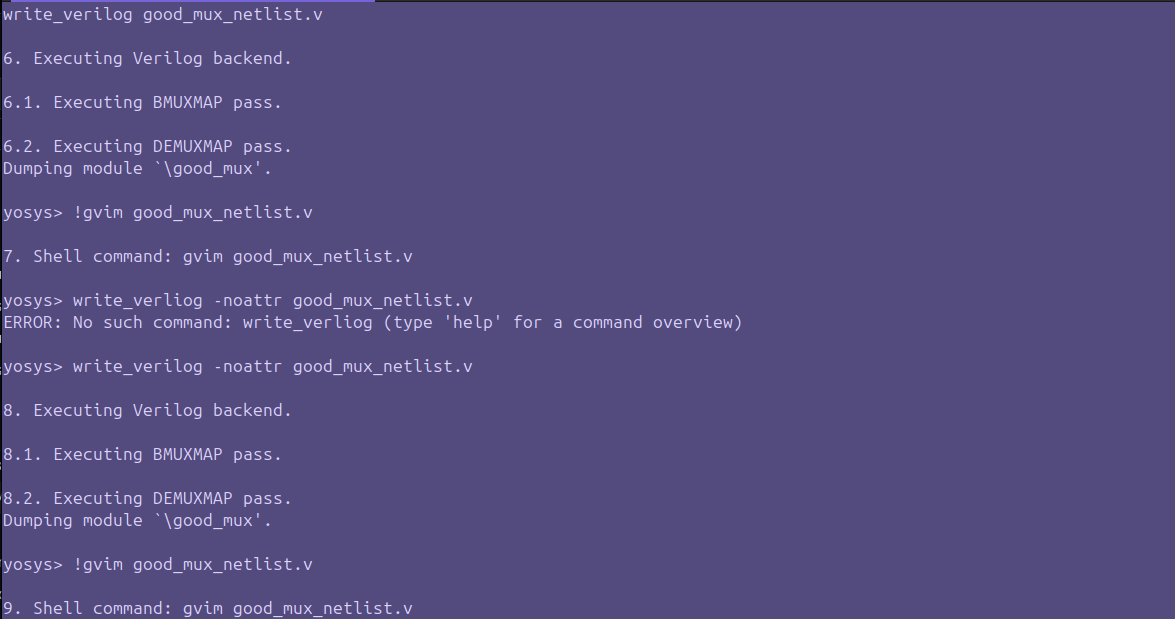 write_verilog good_mux_netlist.v
6. Executing Verilog backend.
6.1. Executing BMUXMAP pass.
6.2. Executing DEMUXMAP pass.
Dumping module `\good_mux'.
yosys> !gvim good_mux_netlist.v
7. Shell command: gvim good_mux_netlist.v
yosys> write_verliog -noattr good_mux_netlist.v
ERROR: No such command: write_verliog (type 'help' for a command overview)
yosys> write_verilog -noattr good_mux_netlist.v
8. Executing Verilog backend.
8.1. Executing BMUXMAP pass.
8.2. Executing DEMUXMAP pass.
Dumping module `\good_mux'.
yosys> !gvim good_mux_netlist.v
9. Shell command: gvim good_mux_netlist.v